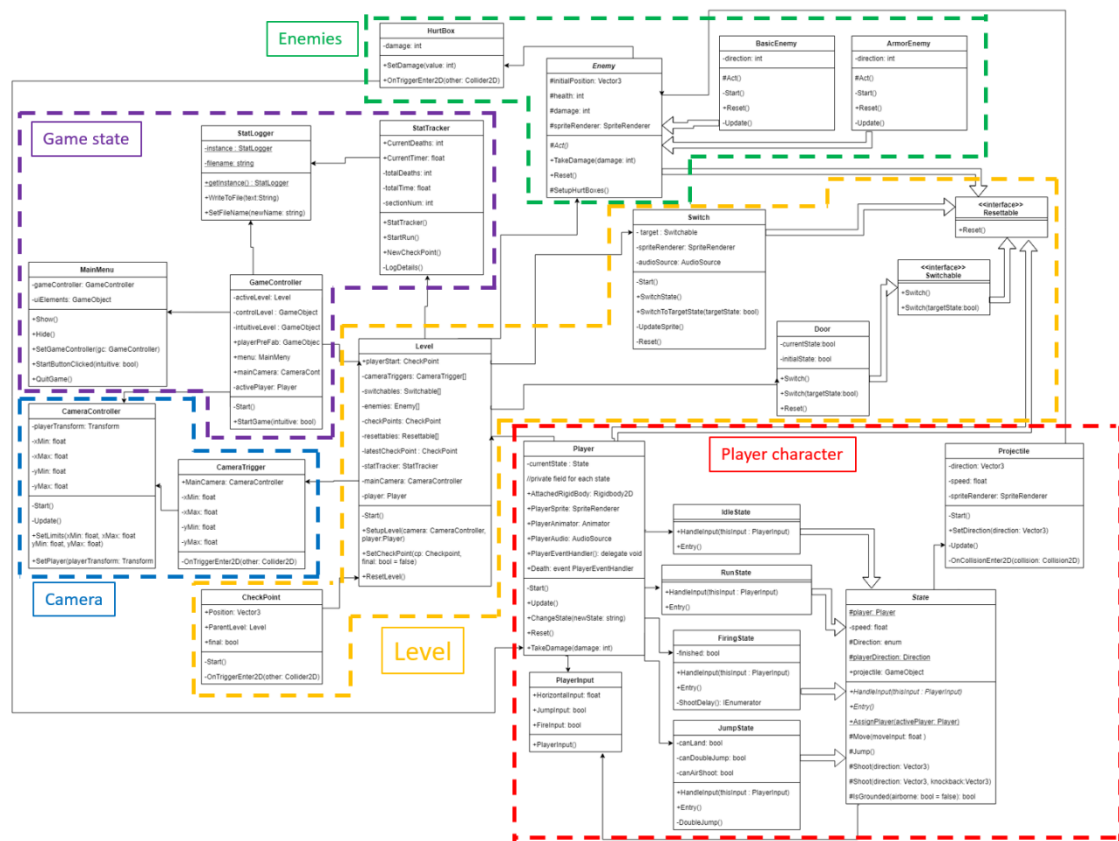 Enemies
HurtBox
-damage: int
+SetDamage(value: int)
+OnTriggerEnter2D(other: Collider2D)
Enemy
#initialPosition: Vector3
#health: int
#damage: int
#spriteRenderer: SpriteRenderer
#Act()
+TakeDamage(damage: int)
+Reset()
#SetupHurtBoxes()
BasicEnemy
-direction: int
#Act()
-Start()
+Reset()
-Update()
ArmorEnemy
-direction: int
#Act()
-Start()
+Reset()
-Update()
Game state
StatLogger
-instance : StatLogger
-filename: string
+getInstance() : StatLogger
+WriteToFile(text:String)
+SetFileName(newName: string)
StatTracker
+CurrentDeaths: int
+CurrentTimer: float
-totalDeaths: int
-totalTime: float
-sectionNum: int
+StatTracker()
+StartRun()
+NewCheckPoint()
-LogDetails()
MainMenu
-gameController: GameController
-uiElements: GameObject
+Show()
+Hide()
+SetGameController(gc: GameController)
+StartButtonClicked(intuitive: bool)
+QuitGame()
GameController
-activeLevel: Level
-controlLevel : GameObject
-intuitiveLevel : GameObject
+playerPreFab: GameObjec
+menu: MainMeny
+mainCamera: CameraCont
-activePlayer: Player
-Start()
+StartGame(intuitive: bool)
Switch
- target : Switchable
-spriteRenderer: SpriteRenderer
-audioSource: AudioSource
-Start()
+SwitchState()
+SwitchToTargetState(targetState: bool)
-UpdateSprite()
-Reset()
<<interface>>
Resettable
+Reset()
<<interface>>
Switchable
+Switch()
+Switch(targetState:bool)
Door
-currentState:bool
-initialState: bool
+Switch()
+Switch(targetState:bool)
+Reset()
Level
+playerStart: CheckPoint
-cameraTriggers: CameraTrigger[]
-switchables: Switchable[]
-enemies: Enemy[]
-checkPoints: CheckPoint
-resettables: Resettable[]
-latestCheckPoint : CheckPoint
-statTracker: StatTracker
-mainCamera: CameraController
-player: Player
-Start()
+SetupLevel(camera: CameraController,
player:Player)
+SetCheckPoint(cp: Checkpoint,
final: bool = false)
+ResetLevel()
CameraController
-playerTransform: Transform
-xMin: float
-xMax: float
-yMin: float
-yMax: float
-Start()
-Update()
+SetLimits(xMin: float, xMax: float
yMin: float, yMax: float)
+SetPlayer(playerTransform: Transform)
CameraTrigger
+MainCamera: CameraController
-xMin: float
-xMax: float
-yMin: float
-yMax: float
-OnTriggerEnter2D(other: Collider2D)
Camera
CheckPoint
+Position: Vector3
+ParentLevel: Level
+final: bool
-Start()
-OnTriggerEnter2D(other: Collider2D)
Level
Player character
Player
-currentState : State
//private field for each state
+AttachedRigidBody: Rigidbody2D
+PlayerSprite: SpriteRenderer
+PlayerAnimator: Animator
+PlayerAudio: AudioSource
+PlayerEventHandler(): delegate void
+Death: event PlayerEventHandler
-Start()
+Update()
+ChangeState(newState: string)
+Reset()
+TakeDamage(damage: int)
PlayerInput
+HorizontalInput: float
+JumpInput: bool
+FireInput: bool
+PlayerInput()
IdleState
+HandleInput(thisInput : PlayerInput)
+Entry()
RunState
+HandleInput(thisInput : PlayerInput)
+Entry()
FiringState
-finished: bool
+HandleInput(thisInput : PlayerInput)
+Entry()
-ShootDelay(): IEnumerator
JumpState
-canLand: bool
-canDoubleJump: bool
-canAirShoot: bool
+HandleInput(thisInput : PlayerInput)
+Entry()
-DoubleJump()
Projectile
-direction: Vector3
-speed: float
-spriteRenderer: SpriteRenderer
-Start()
+SetDirection(direction: Vector3)
-Update()
-OnCollisionEnter2D(collision: Collision2D)
State
#player: Player
-speed: float
#Direction: enum
#playerDirection: Direction
+projectile: GameObject
+HandleInput(thisInput : PlayerInput)
+Entry()
+AssignPlayer(activePlayer: Player)
#Move(moveInput: float )
#Jump()
#Shoot(direction: Vector3)
#Shoot(direction: Vector3, knockback:Vector3)
#IsGrounded(airborne: bool = false): bool